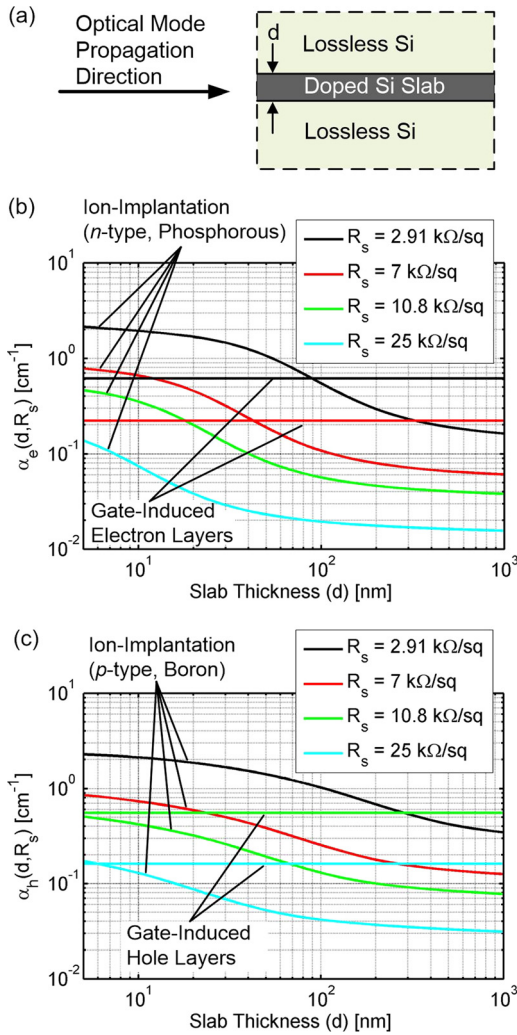 (a)
Optical Mode
Propagation
Direction
d
Lossless Si
Doped Si Slab
Lossless Si
(b)
Ion-Implantation
(n-type, Phosphorous)
R_s = 2.91 kΩ/sq
R_s = 7 kΩ/sq
R_s = 10.8 kΩ/sq
R_s = 25 kΩ/sq
10^1
10^0
10^-1
10^-2
α_e(d,R_s) [cm^-1]
Gate-Induced
Electron Layers
10^1
10^2
10^3
Slab Thickness (d) [nm]
(c)
Ion-Implantation
(p-type, Boron)
R_s = 2.91 kΩ/sq
R_s = 7 kΩ/sq
R_s = 10.8 kΩ/sq
R_s = 25 kΩ/sq
10^1
10^0
10^-1
10^-2
α_h(d,R_s) [cm^-1]
Gate-Induced
Hole Layers
10^1
10^2
10^3
Slab Thickness (d) [nm]